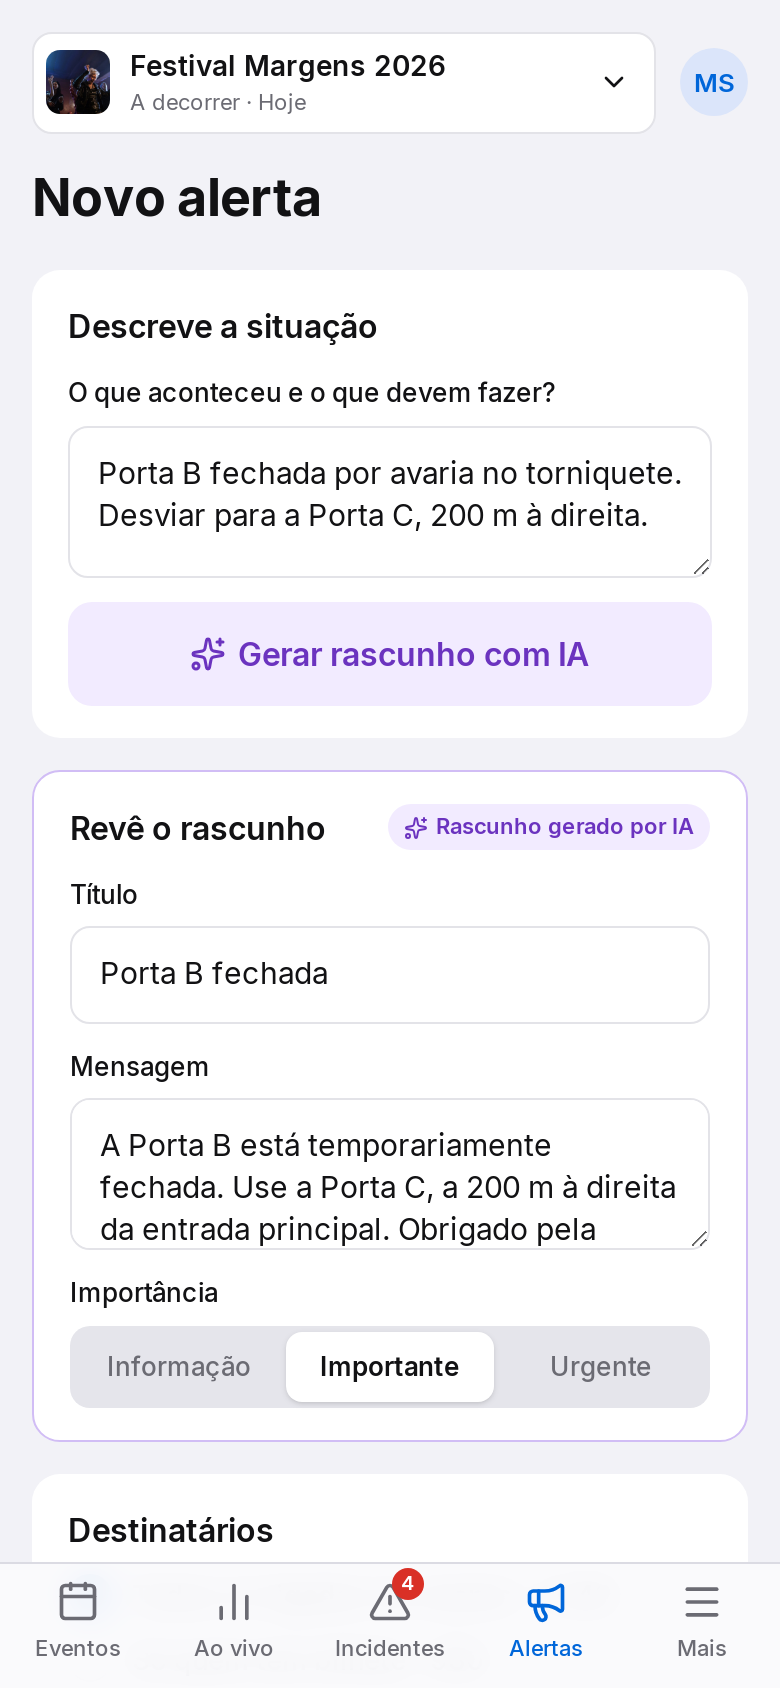 Festival Margens 2026
A decorrer · Hoje
MS
Novo alerta
Descreve a situação
O que aconteceu e o que devem fazer?
Porta B fechada por avaria no torniquete.
Desviar para a Porta C, 200 m à direita.
Gerar rascunho com IA
Revê o rascunho
Rascunho gerado por IA
Título
Porta B fechada
Mensagem
A Porta B está temporariamente
fechada. Use a Porta C, a 200 m à direita
da entrada principal. Obrigado pela
Importância
Informação
Importante
Urgente
Destinatários
4
Eventos
Ao vivo
Incidentes
Alertas
Mais